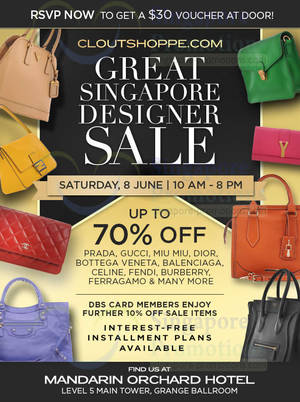 RSVP NOW TO GET A $30 VOUCHER AT DOOR!
CLOUTSHOPPE.COM
GREAT
SINGAPORE
DESIGNER
SALE
SATURDAY, 8 JUNE | 10 AM - 8 PM
UP TO
70% OFF
PRADA, GUCCI, MIU MIU, DIOR,
BOTTEGA VENETA, BALENCIAGA,
CELINE, FENDI, BURBERRY,
FERRAGAMO & MANY MORE
DBS CARD MEMBERS ENJOY
FURTHER 10% OFF SALE ITEMS
INTEREST-FREE
INSTALLMENT PLANS
AVAILABLE
FIND US AT
MANDARIN ORCHARD HOTEL
LEVEL 5 MAIN TOWER, GRANGE BALLROOM